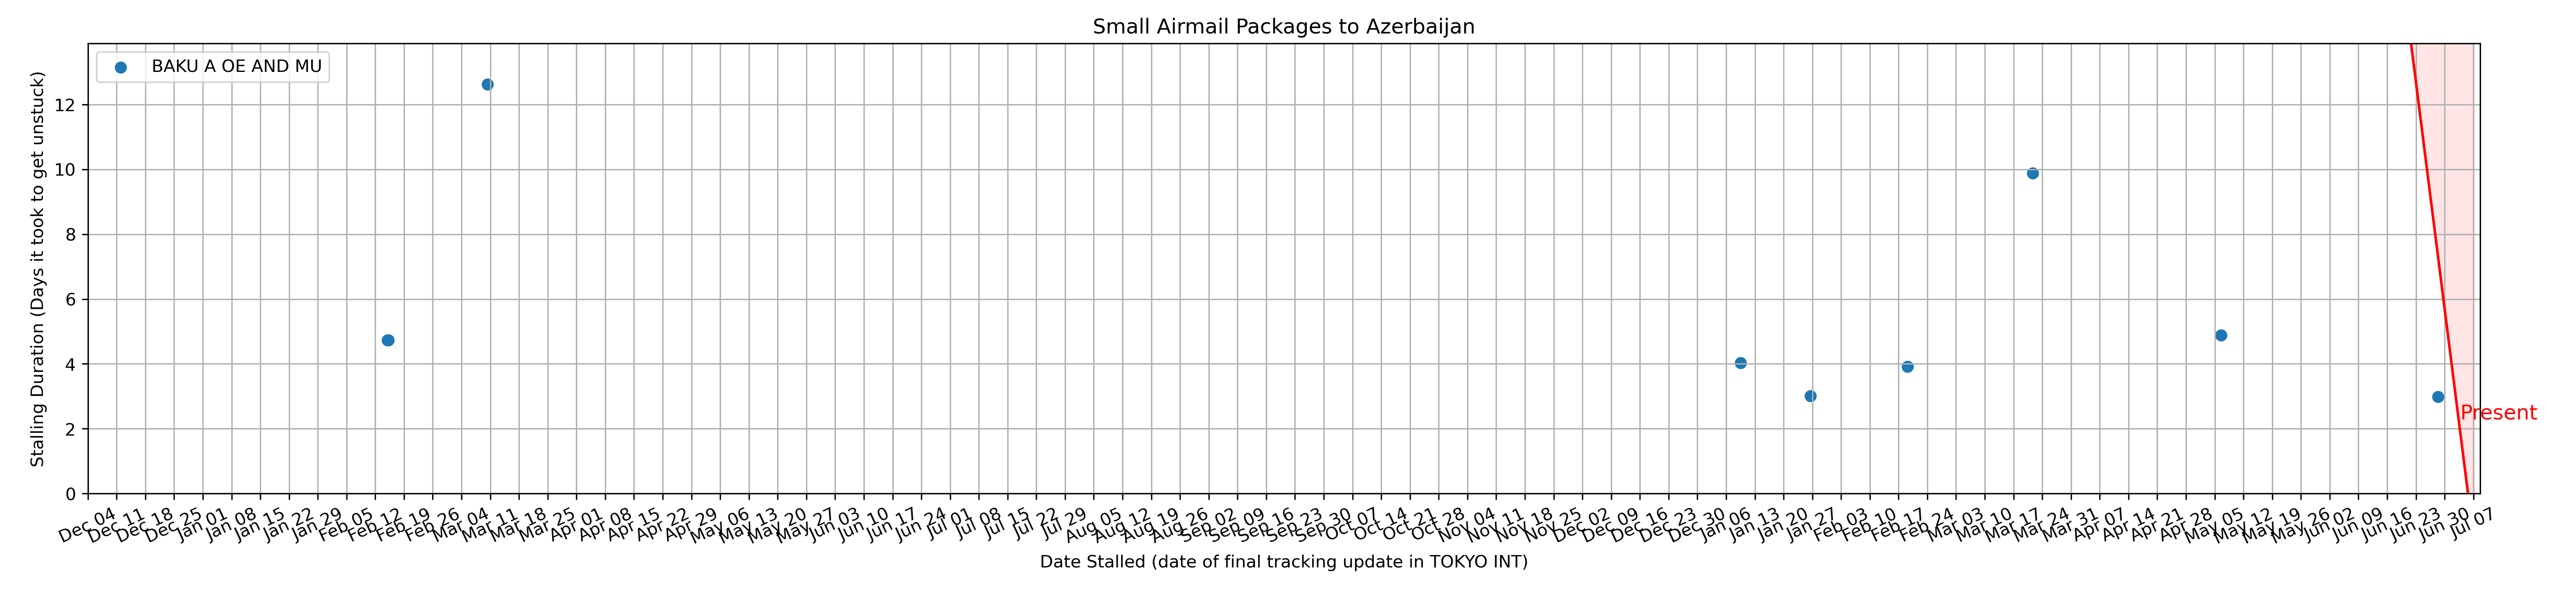 Small Airmail Packages to Azerbaijan
BAKU A OE AND MU
Stalling Duration (Days it took to get unstuck)
12
10
8
6
4
2
0
Present
Dec 04
Dec 11
Dec 18
Dec 25
Jan 01
Jan 08
Jan 15
Jan 22
Jan 29
Feb 05
Feb 12
Feb 19
Feb 26
Mar 04
Mar 11
Mar 18
Mar 25
Apr 01
Apr 08
Apr 15
Apr 22
Apr 29
May 06
May 13
May 20
May 27
Jun 03
Jun 10
Jun 17
Jun 24
Jul 01
Jul 08
Jul 15
Jul 22
Jul 29
Aug 05
Aug 12
Aug 19
Aug 26
Sep 02
Sep 09
Sep 16
Sep 23
Sep 30
Oct 07
Oct 14
Oct 21
Oct 28
Nov 04
Nov 11
Nov 18
Nov 25
Dec 02
Dec 09
Dec 16
Dec 23
Dec 30
Jan 06
Jan 13
Jan 20
Jan 27
Feb 03
Feb 10
Feb 17
Feb 24
Mar 03
Mar 10
Mar 17
Mar 24
Mar 31
Apr 07
Apr 14
Apr 21
Apr 28
May 05
May 12
May 19
May 26
Jun 02
Jun 09
Jun 16
Jun 23
Jun 30
Jul 07
Date Stalled (date of final tracking update in TOKYO INT)